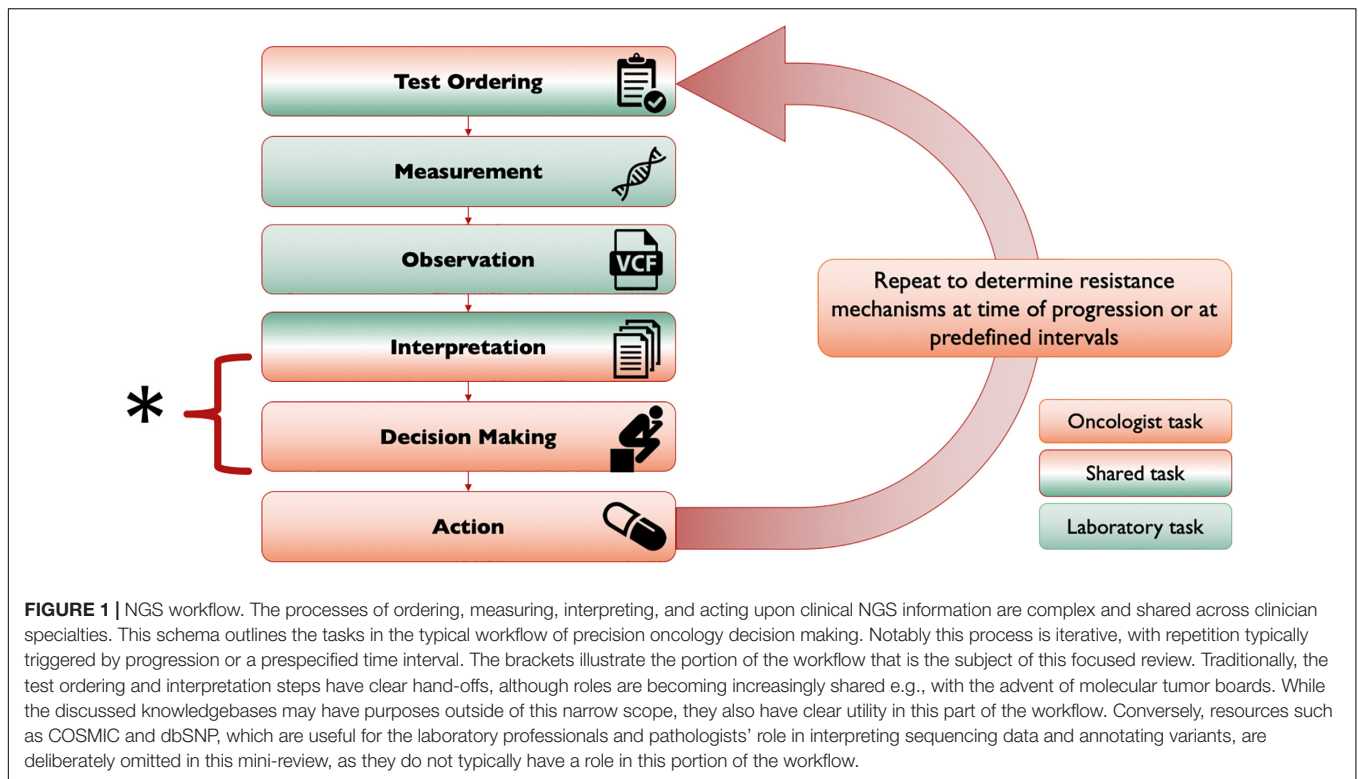 Test Ordering
Measurement
Observation
VCF
Interpretation
*
Decision Making
Action
Repeat to determine resistance
mechanisms at time of progression or at
predefined intervals
Oncologist task
Shared task
Laboratory task
FIGURE 1 | NGS workflow. The processes of ordering, measuring, interpreting, and acting upon clinical NGS information are complex and shared across clinician
specialties. This schema outlines the tasks in the typical workflow of precision oncology decision making. Notably this process is iterative, with repetition typically
triggered by progression or a prespecified time interval. The brackets illustrate the portion of the workflow that is the subject of this focused review. Traditionally, the
test ordering and interpretation steps have clear hand-offs, although roles are becoming increasingly shared e.g., with the advent of molecular tumor boards. While
the discussed knowledgebases may have purposes outside of this narrow scope, they also have clear utility in this part of the workflow. Conversely, resources such
as COSMIC and dbSNP, which are useful for the laboratory professionals and pathologists’ role in interpreting sequencing data and annotating variants, are
deliberately omitted in this mini-review, as they do not typically have a role in this portion of the workflow.